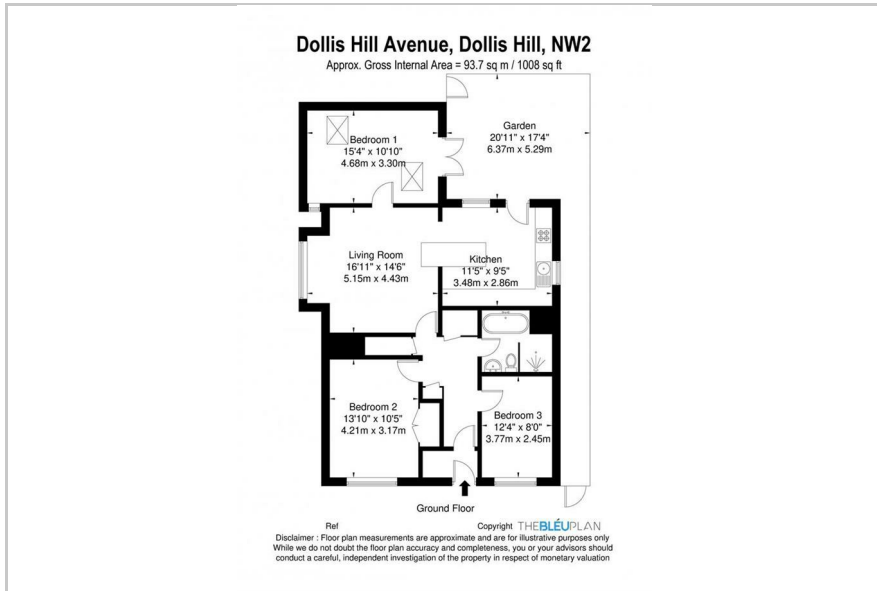 Dollis Hill Avenue, Dollis Hill, NW2
Approx. Gross Internal Area = 93.7 sq m / 1008 sq ft
Garden
20'11" x 17'4"
6.37m x 5.29m
Bedroom 1
15'4" x 10'10"
4.68m x 3.30m
Living Room
16'11" x 14'6"
5.15m x 4.43m
Kitchen
11'5" x 9'5"
3.48m x 2.86m
Bedroom 2
13'10" x 10'5"
4.21m x 3.17m
Bedroom 3
12'4" x 8'0"
3.77m x 2.45m
Ground Floor
Ref
Copyright THEBLÉUPLAN
Disclaimer : Floor plan measurements are approximate and are for illustrative purposes only
While we do not doubt the floor plan accuracy and completeness, you or your advisors should
conduct a careful, independent investigation of the property in respect of monetary valuation